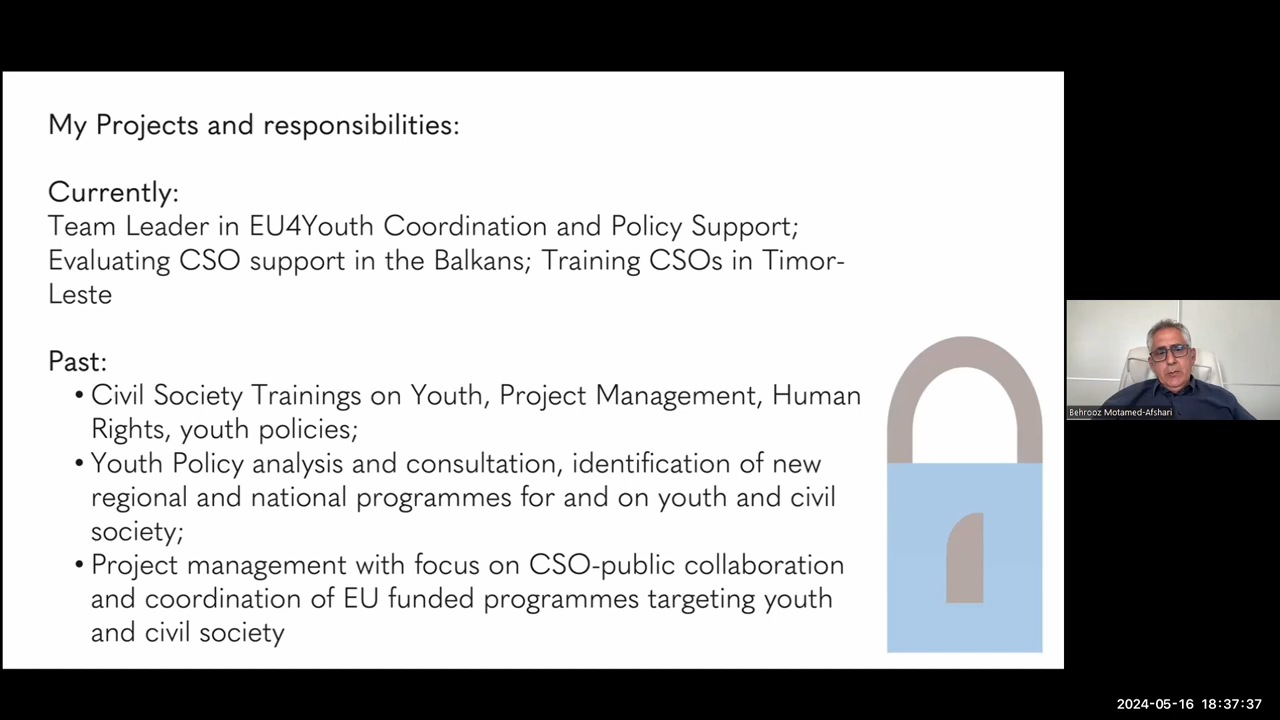 My Projects and responsibilities:
Currently:
Team Leader in EU4Youth Coordination and Policy Support;
Evaluating CSO support in the Balkans; Training CSOs in Timor-
Leste
Past:
• Civil Society Trainings on Youth, Project Management, Human
Rights, youth policies;
• Youth Policy analysis and consultation, identification of new
regional and national programmes for and on youth and civil
society;
• Project management with focus on CSO-public collaboration
and coordination of EU funded programmes targeting youth
and civil society
Behrooz Motamed-Afshari
2024-05-16 18:37:37